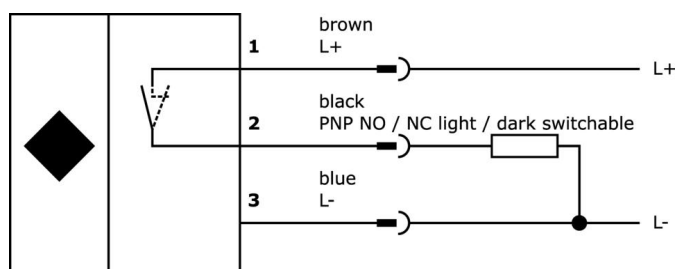 brown
1 L+
L+
black
2 PNP NO / NC light / dark switchable
blue
3 L-
L-